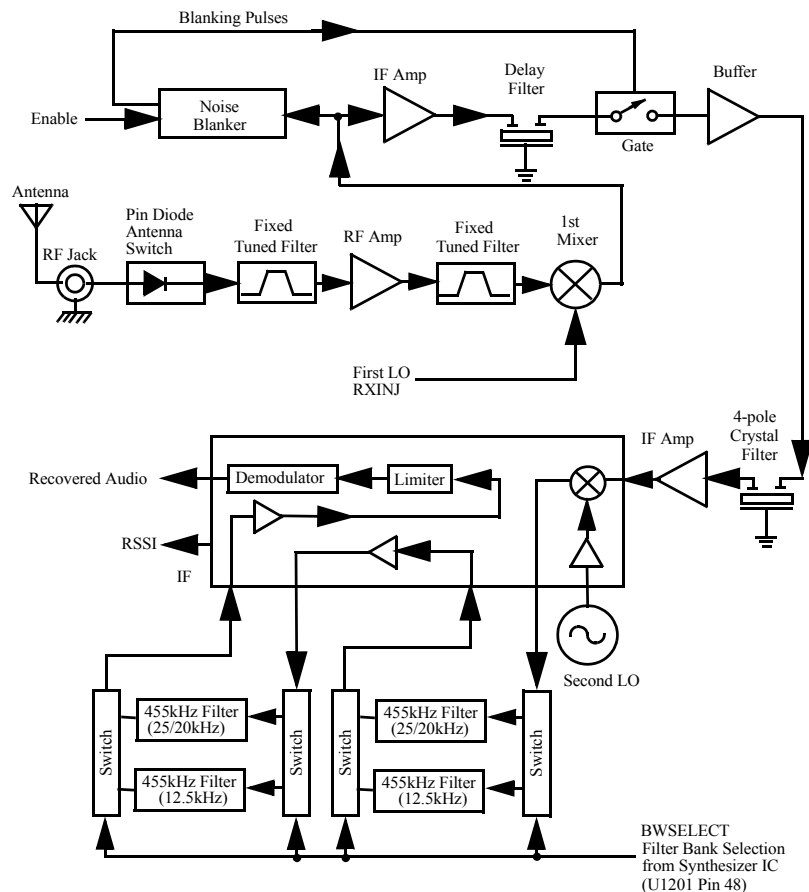 Blanking Pulses
IF Amp
Delay
Filter
Buffer
Noise
Blanker
Enable
Gate
Antenna
Pin Diode
Antenna
Switch
RF Jack
Fixed
Tuned Filter
RF Amp
Fixed
Tuned Filter
1st
Mixer
First LO
RXINJ
4-pole
Crystal
Filter
IF Amp
Recovered Audio
Demodulator
Limiter
RSSI
IF
Second LO
Switch
455kHz Filter
(25/20kHz)
455kHz Filter
(12.5kHz)
Switch
Switch
455kHz Filter
(25/20kHz)
455kHz Filter
(12.5kHz)
Switch
BWSELECT
Filter Bank Selection
from Synthesizer IC
(U1201 Pin 48)